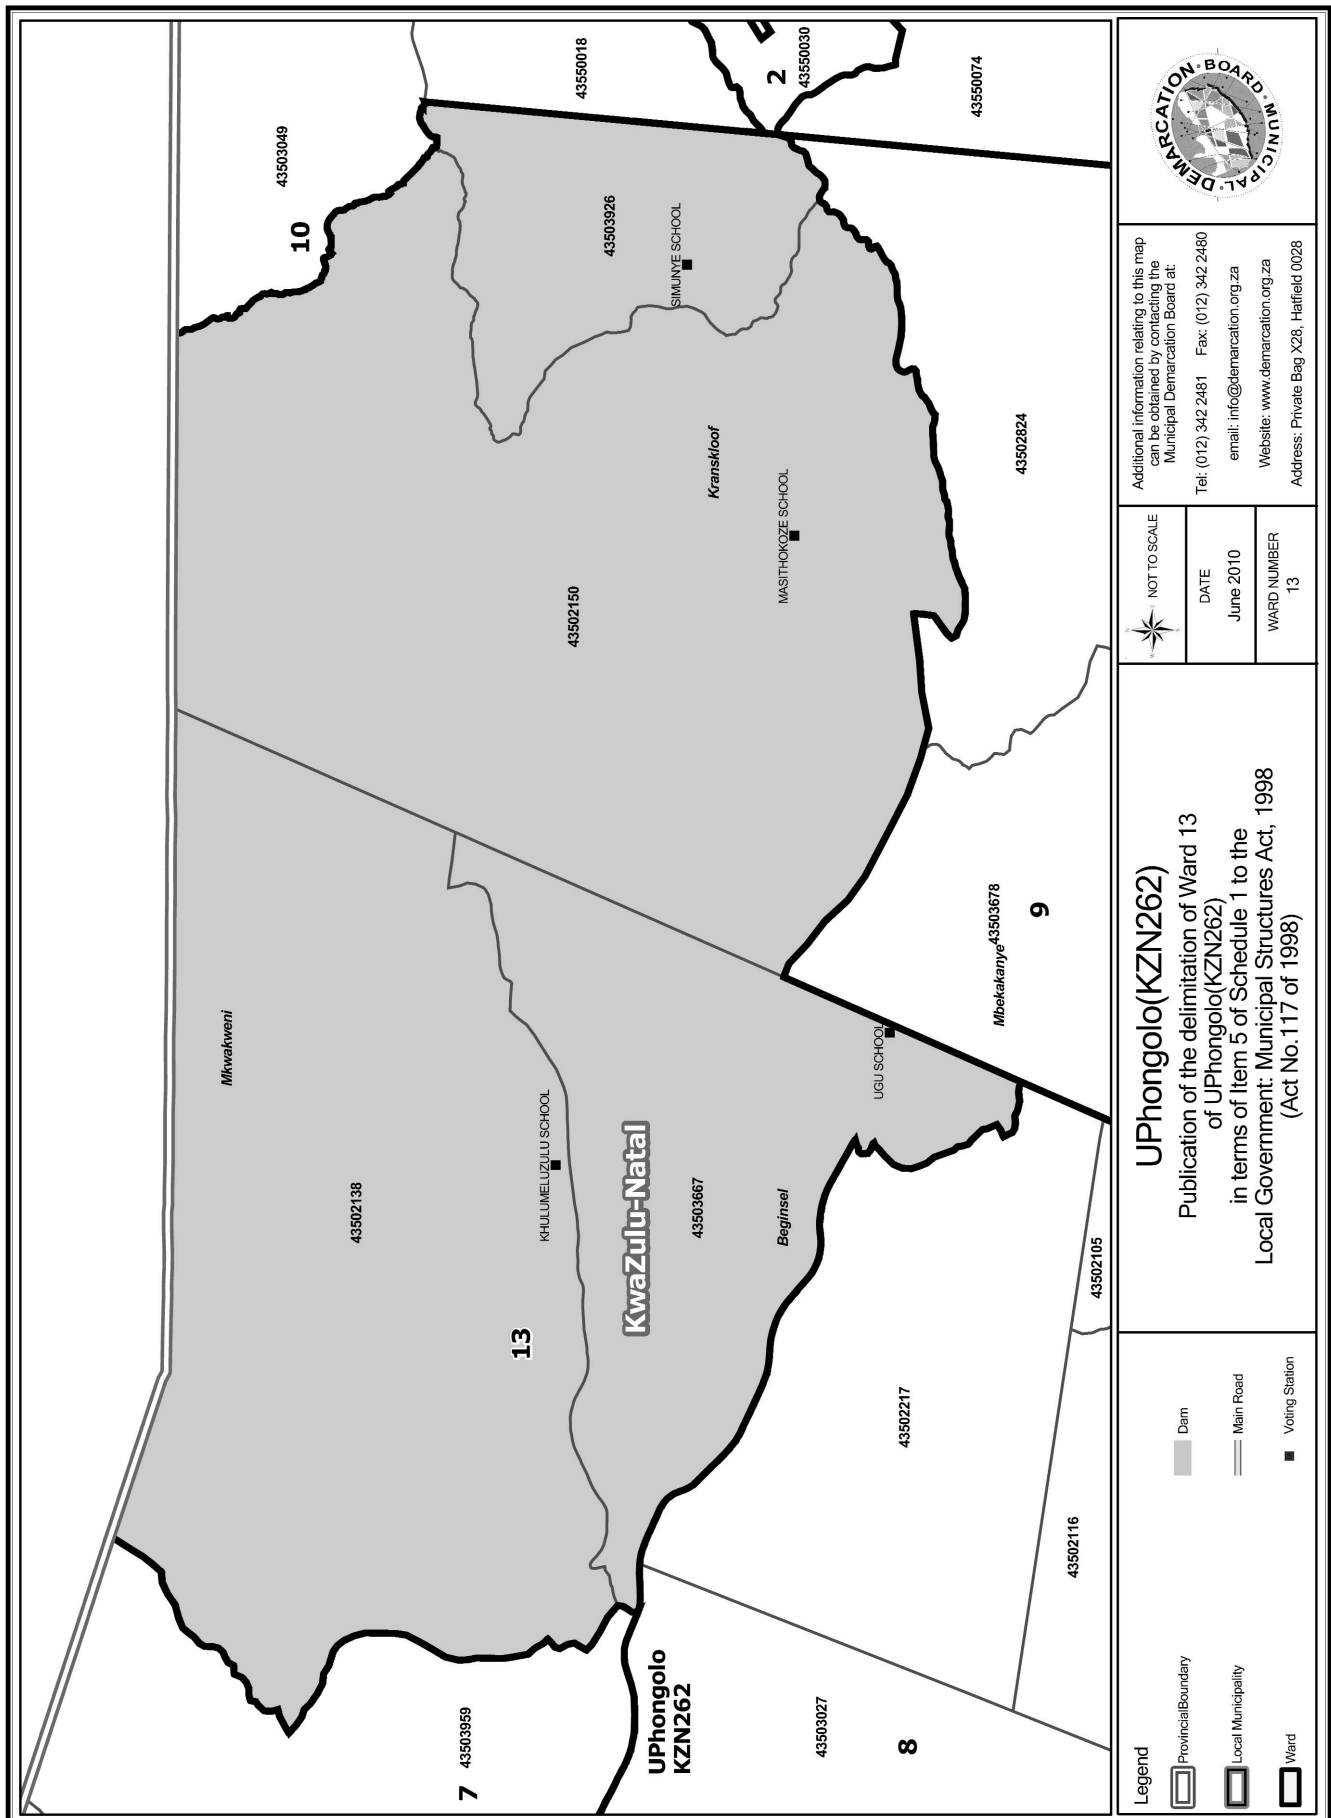 43503049
10
43550018
2
43550030
43550074
43503926
SIMUNYE SCHOOL
Kranskloof
MASITHOKOZE SCHOOL
43502150
43502824
Mkwakweni
43502138
KHULUMELUZULU SCHOOL
13
KwaZulu-Natal
43503667
Beginsel
UGU SCHOOL
Mbekakanye
43503678
9
7
43503959
UPhongolo
KZN262
43503027
8
43502217
43502116
43502105
Legend
ProvincialBoundary
Local Municipality
Ward
Dam
Main Road
Voting Station
UPhongolo(KZN262)
Publication of the delimitation of Ward 13
of UPhongolo(KZN262)
in terms of Item 5 of Schedule 1 to the
Local Government: Municipal Structures Act, 1998
(Act No.117 of 1998)
NOT TO SCALE
DATE
June 2010
WARD NUMBER
13
Additional information relating to this map
can be obtained by contacting the
Municipal Demarcation Board at:
Tel: (012) 342 2481 Fax: (012) 342 2480
email: info@demarcation.org.za
Website: www.demarcation.org.za
Address: Private Bag X28, Hatfield 0028
MUNICIPAL DEMARCATION BOARD